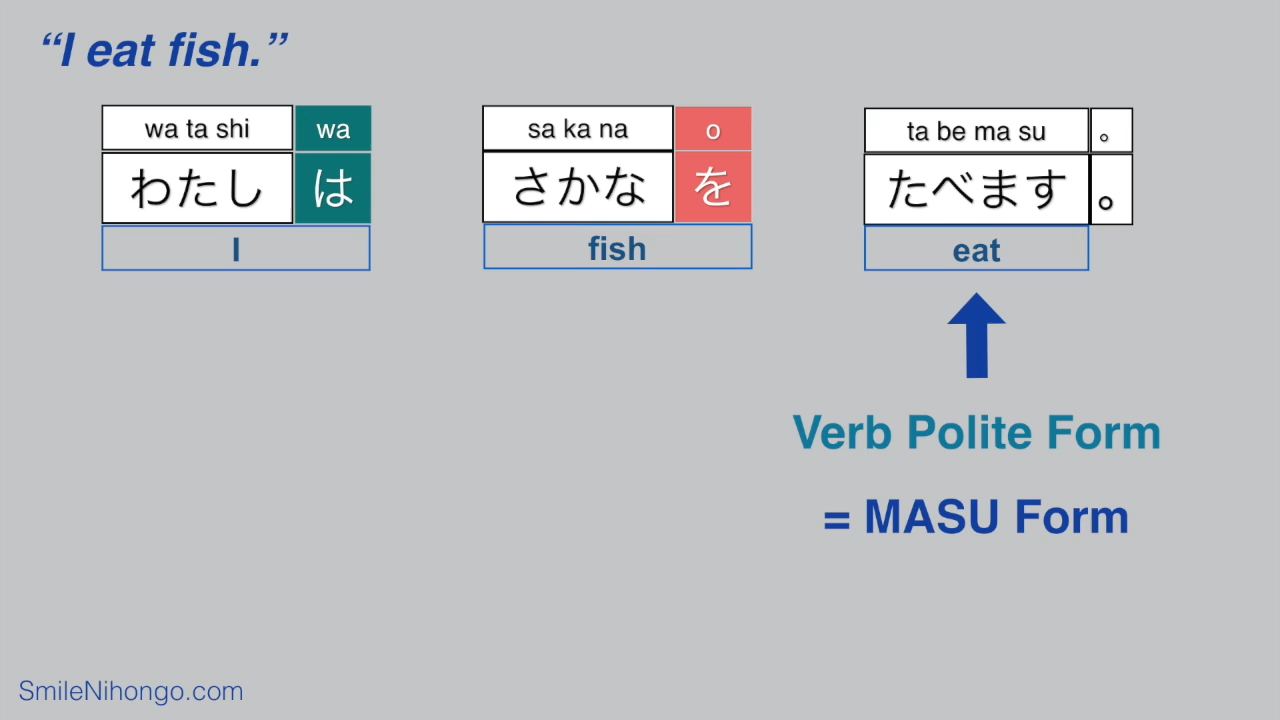 “I eat fish.”
wa ta shi wa sa ka na o ta be ma su 。
わたし は さかな を たべます 。
I fish eat
Verb Polite Form
= MASU Form
SmileNihongo.com